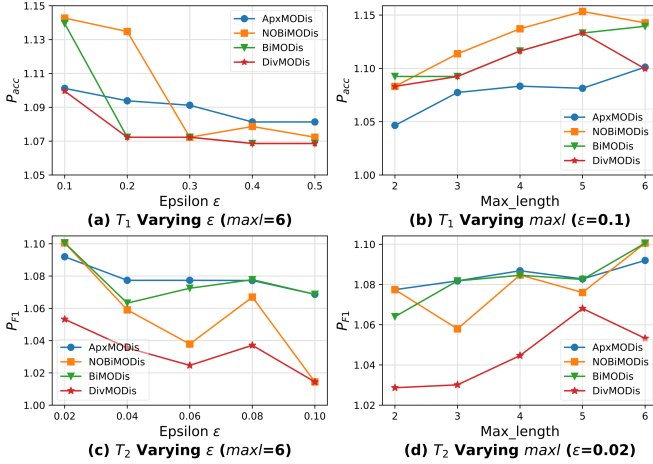 1.15
1.13
1.11
1.09
1.07
1.05
P_acc
ApxMODis
NOBiMODis
BiMODis
DivMODis
0.1 0.2 0.3 0.4 0.5
Epsilon ε
(a) T₁ Varying ε (maxl=6)
1.15
1.10
1.05
1.00
P_acc
ApxMODis
NOBiMODis
BiMODis
DivMODis
2 3 4 5 6
Max_length
(b) T₁ Varying maxl (ε=0.1)
1.10
1.08
1.06
1.04
1.02
1.00
P_F1
ApxMODis
NOBiMODis
BiMODis
DivMODis
0.02 0.04 0.06 0.08 0.10
Epsilon ε
(c) T₂ Varying ε (maxl=6)
1.10
1.08
1.06
1.04
1.02
P_F1
ApxMODis
NOBiMODis
BiMODis
DivMODis
2 3 4 5 6
Max_length
(d) T₂ Varying maxl (ε=0.02)